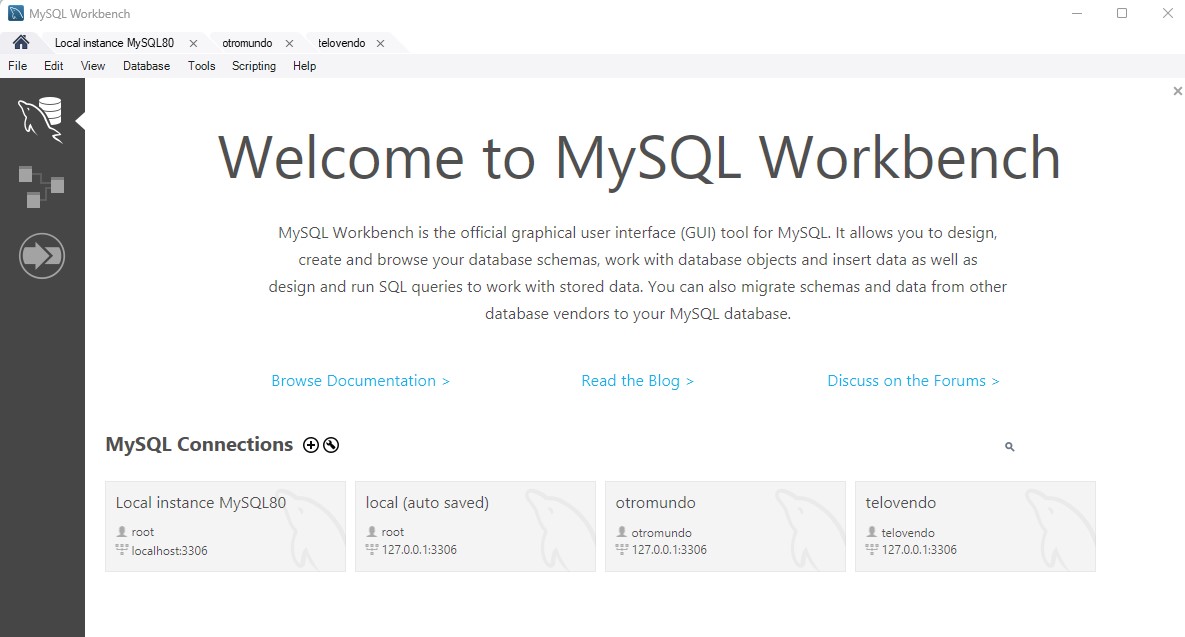 MySQL Workbench
Local instance MySQL80 otromundo telovendo
File Edit View Database Tools Scripting Help
Welcome to MySQL Workbench
MySQL Workbench is the official graphical user interface (GUI) tool for MySQL. It allows you to design,
create and browse your database schemas, work with database objects and insert data as well as
design and run SQL queries to work with stored data. You can also migrate schemas and data from other
database vendors to your MySQL database.
Browse Documentation > Read the Blog > Discuss on the Forums >
MySQL Connections
Local instance MySQL80
root
localhost:3306
local (auto saved)
root
127.0.0.1:3306
otromundo
otromundo
127.0.0.1:3306
telovendo
telovendo
127.0.0.1:3306